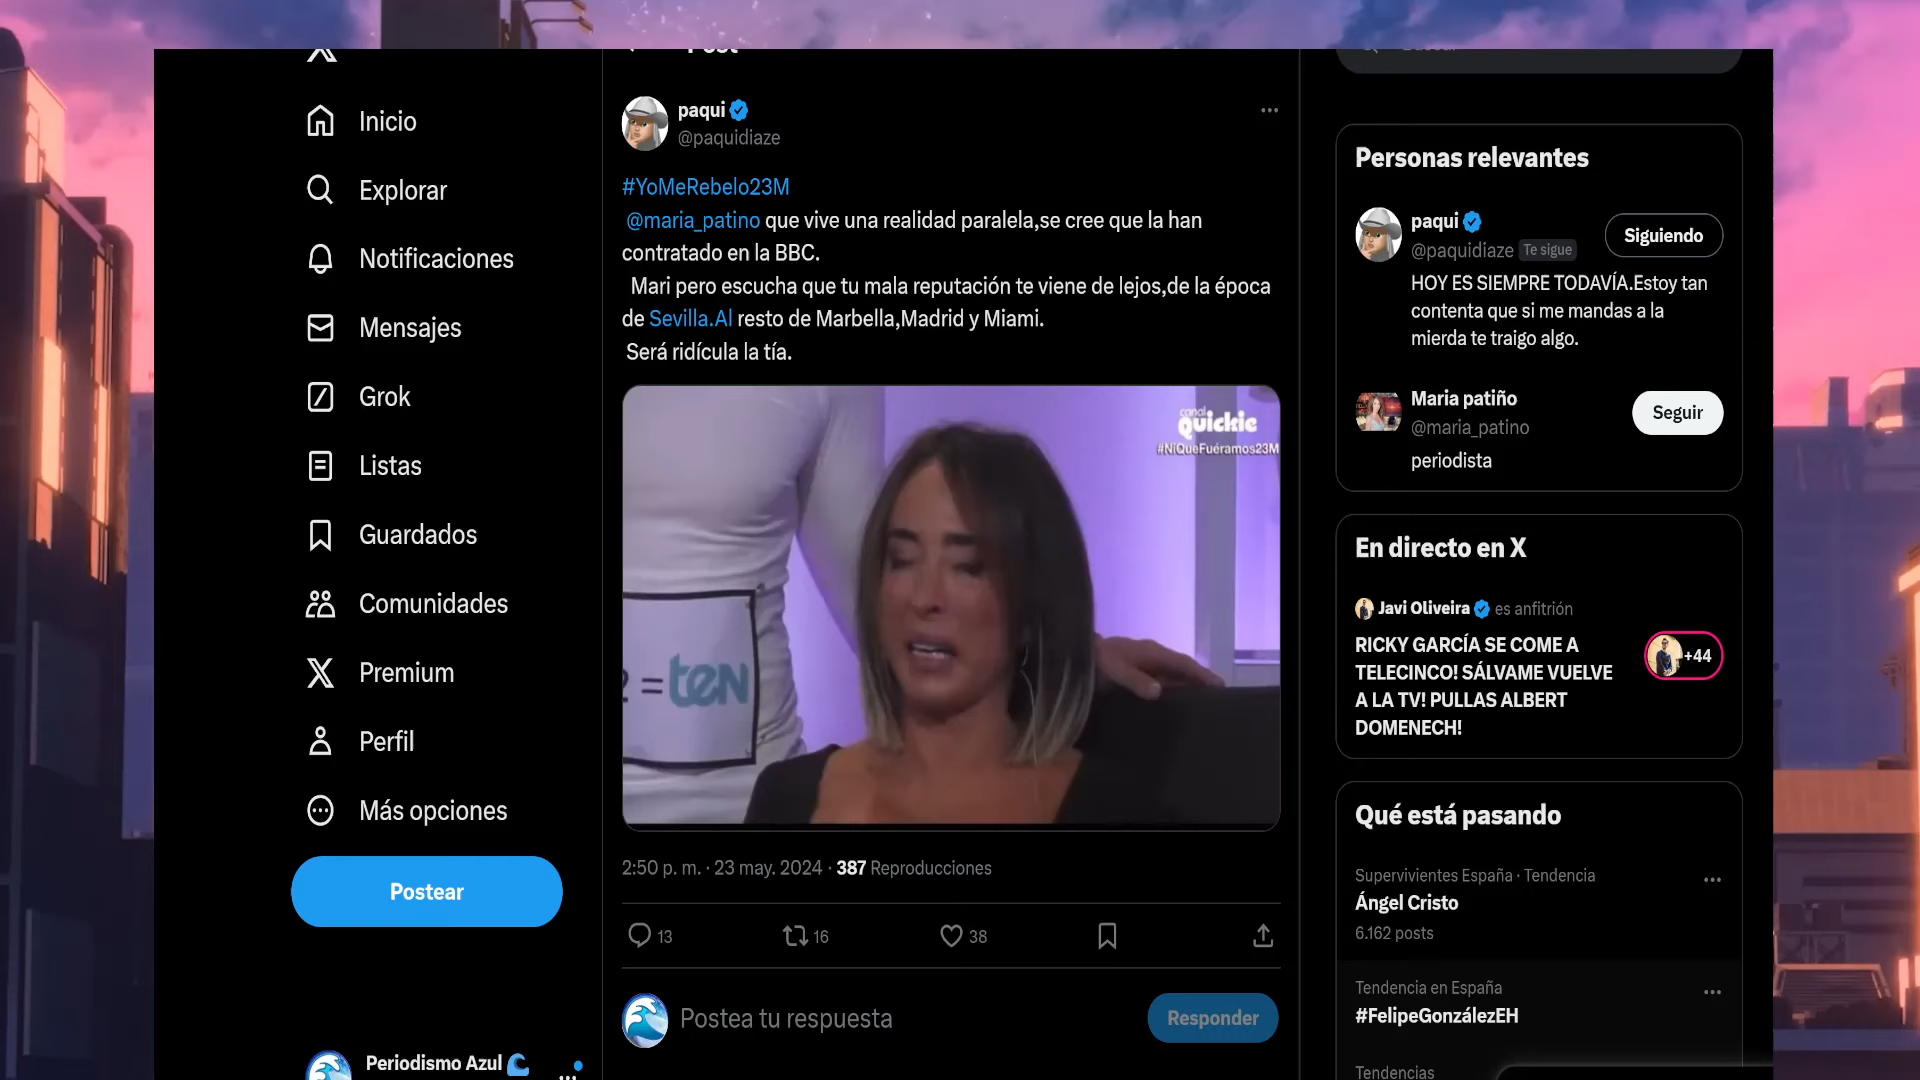 Post
Inicio
Explorar
Notificaciones
Mensajes
Grok
Listas
Guardados
Comunidades
Premium
Perfil
Más opciones
Postear
Periodismo Azul
paqui
@paquidiaze
#YoMeRebelo23M
@maria_patino que vive una realidad paralela,se cree que la han
contratado en la BBC.
Mari pero escucha que tu mala reputación te viene de lejos,de la época
de Sevilla.Al resto de Marbella,Madrid y Miami.
Será ridícula la tía.
canal
quickie
#NiQueFuéramos23M
= teN
2:50 p. m. · 23 may. 2024 · 387 Reproducciones
13
16
38
Postea tu respuesta
Responder
Personas relevantes
paqui
@paquidiaze Te sigue
Siguiendo
HOY ES SIEMPRE TODAVÍA.Estoy tan
contenta que si me mandas a la
mierda te traigo algo.
Maria patiño
@maria_patino
Seguir
periodista
En directo en X
Javi Oliveira es anfitrión
RICKY GARCÍA SE COME A
TELECINCO! SÁLVAME VUELVE
A LA TV! PULLAS ALBERT
DOMENECH!
+44
Qué está pasando
Supervivientes España · Tendencia
Ángel Cristo
6.162 posts
Tendencia en España
#FelipeGonzálezEH
Tendencias